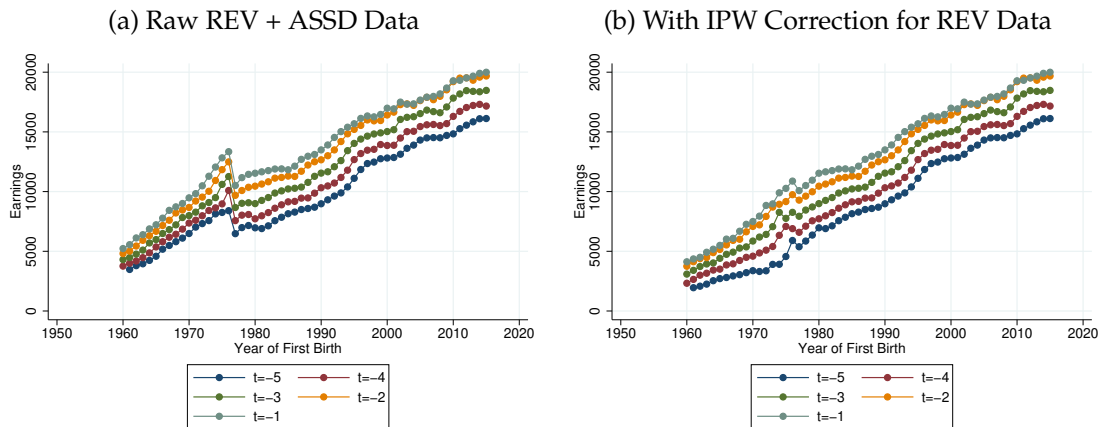 (a) Raw REV + ASSD Data
Earnings
20000
15000
10000
5000
0
1950 1960 1970 1980 1990 2000 2010 2020
Year of First Birth
t=−5 t=−4
t=−3 t=−2
t=−1
(b) With IPW Correction for REV Data
Earnings
20000
15000
10000
5000
0
1950 1960 1970 1980 1990 2000 2010 2020
Year of First Birth
t=−5 t=−4
t=−3 t=−2
t=−1